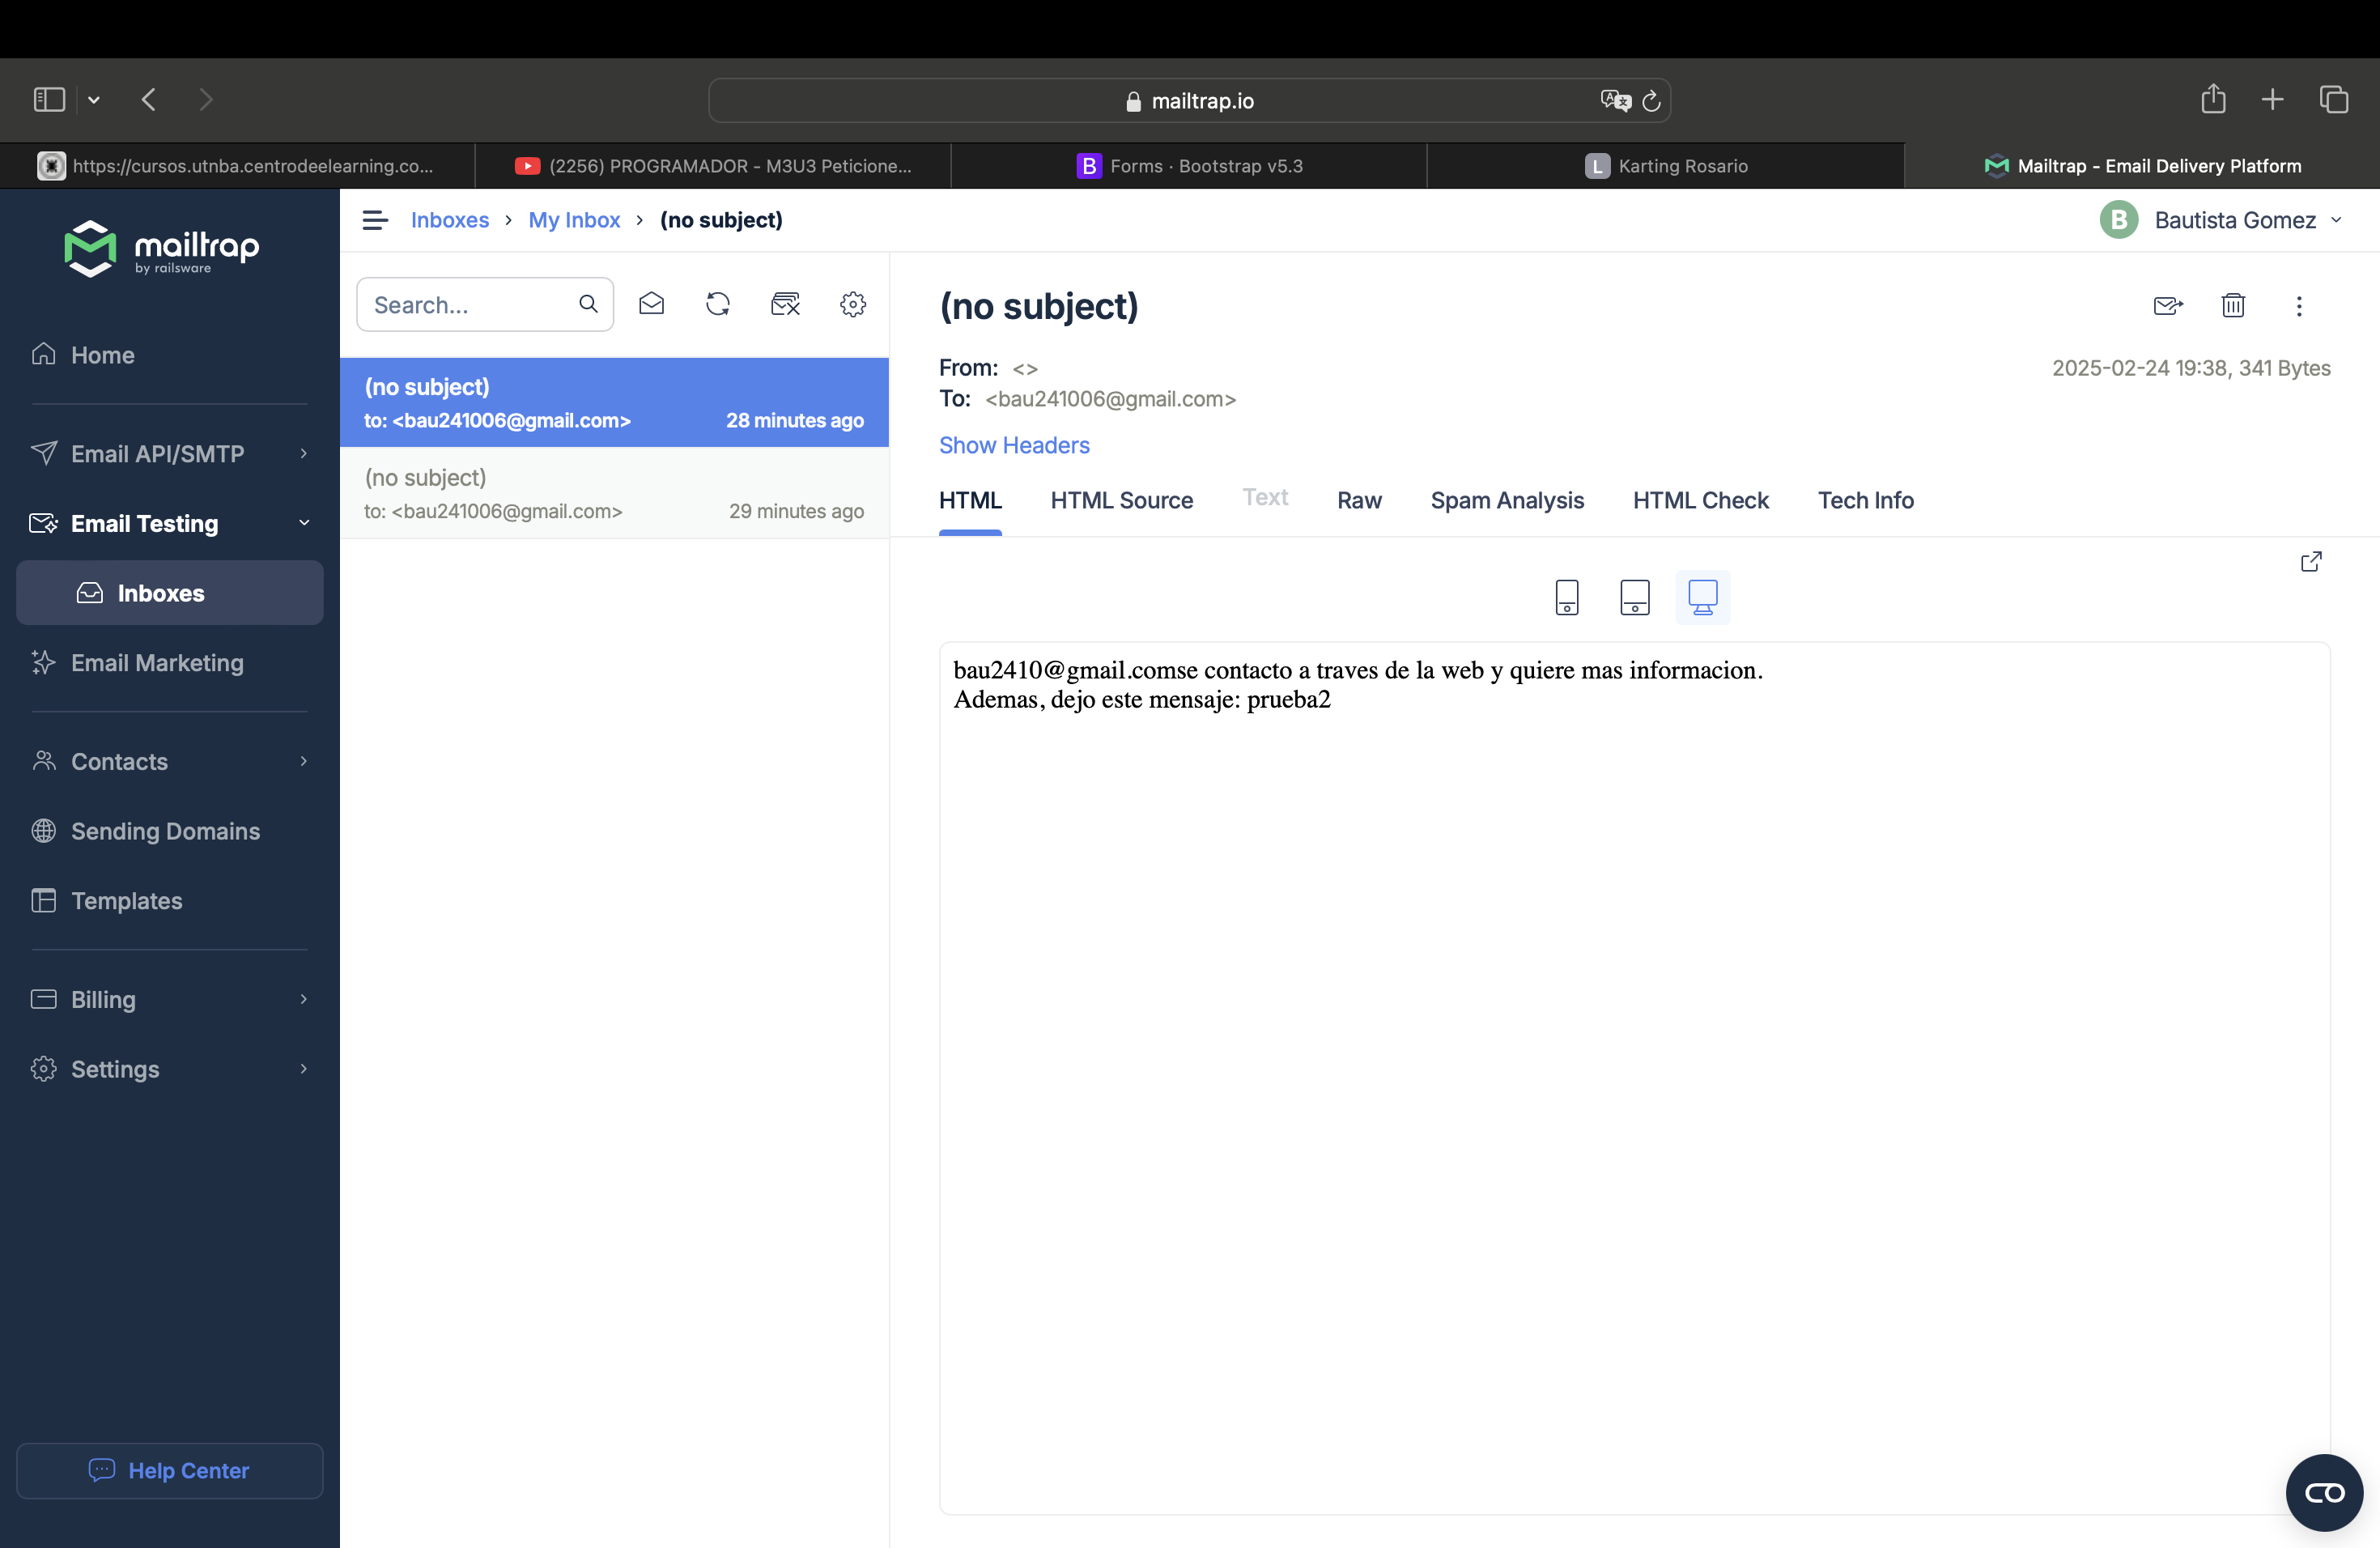 mailtrap.io
https://cursos.utnba.centrodeelearning.co...
(2256) PROGRAMADOR - M3U3 Peticione...
B Forms · Bootstrap v5.3
L Karting Rosario
Mailtrap - Email Delivery Platform
mailtrap
by railsware
Home
Email API/SMTP
Email Testing
Inboxes
Email Marketing
Contacts
Sending Domains
Templates
Billing
Settings
Help Center
Inboxes › My Inbox › (no subject)
B Bautista Gomez
Search...
(no subject)
to: <bau241006@gmail.com> 28 minutes ago
(no subject)
to: <bau241006@gmail.com> 29 minutes ago
(no subject)
From: <>
2025-02-24 19:38, 341 Bytes
To: <bau241006@gmail.com>
Show Headers
HTML HTML Source Text Raw Spam Analysis HTML Check Tech Info
bau2410@gmail.comse contacto a traves de la web y quiere mas informacion.
Ademas, dejo este mensaje: prueba2